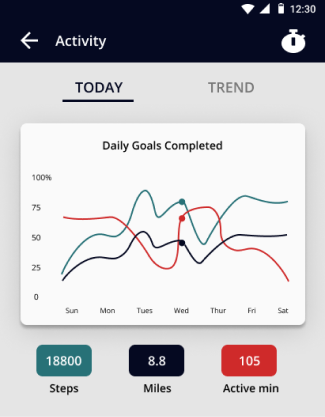 12:30
Activity
TODAY TREND
Daily Goals Completed
100%
75
50
25
0
Sun Mon Tues Wed Thur Fri Sat
18800 8.8 105
Steps Miles Active min